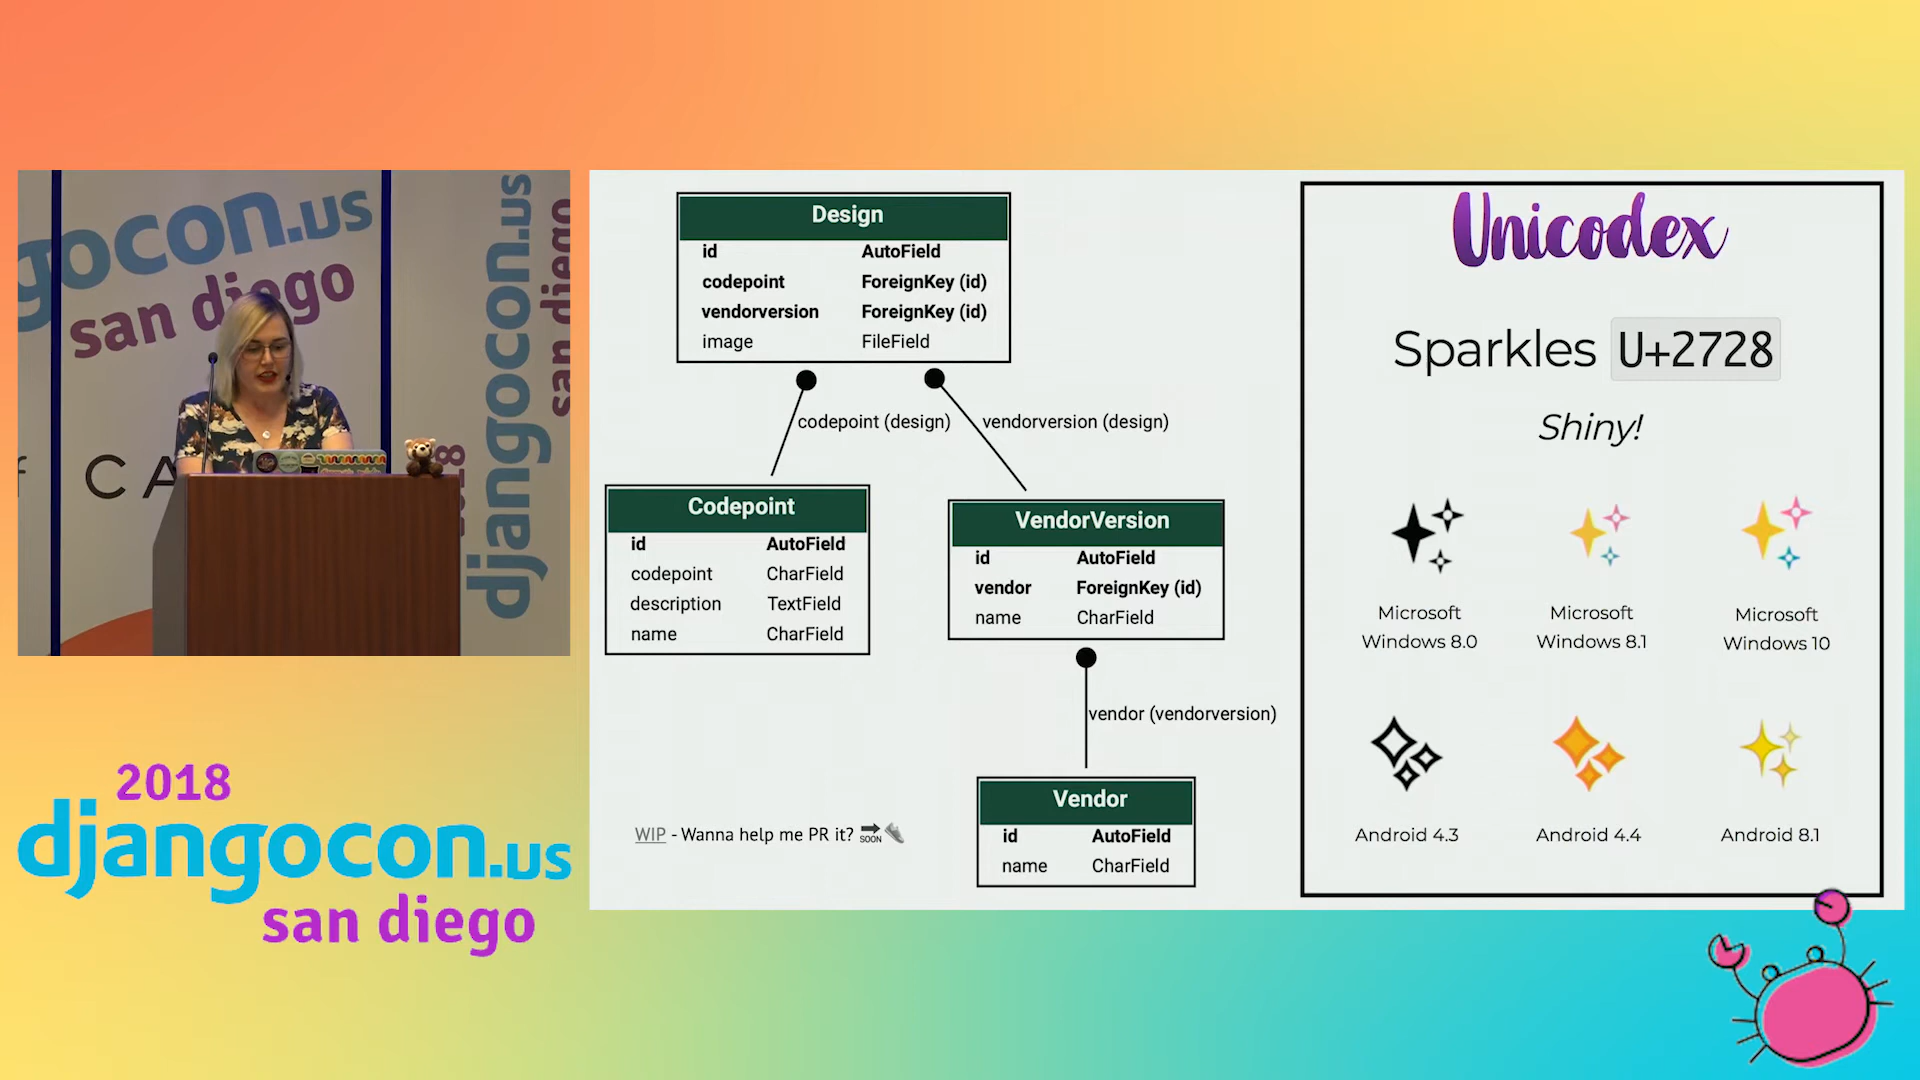 gocon.us
san diego
djangocon.us
san diego
2018
f CA
2018
djangocon.us
san diego
Design
id AutoField
codepoint ForeignKey (id)
vendorversion ForeignKey (id)
image FileField
codepoint (design)
vendorversion (design)
Codepoint
id AutoField
codepoint CharField
description TextField
name CharField
VendorVersion
id AutoField
vendor ForeignKey (id)
name CharField
vendor (vendorversion)
Vendor
id AutoField
name CharField
WIP - Wanna help me PR it? SOON
Unicodex
Sparkles U+2728
Shiny!
Microsoft
Windows 8.0
Microsoft
Windows 8.1
Microsoft
Windows 10
Android 4.3
Android 4.4
Android 8.1